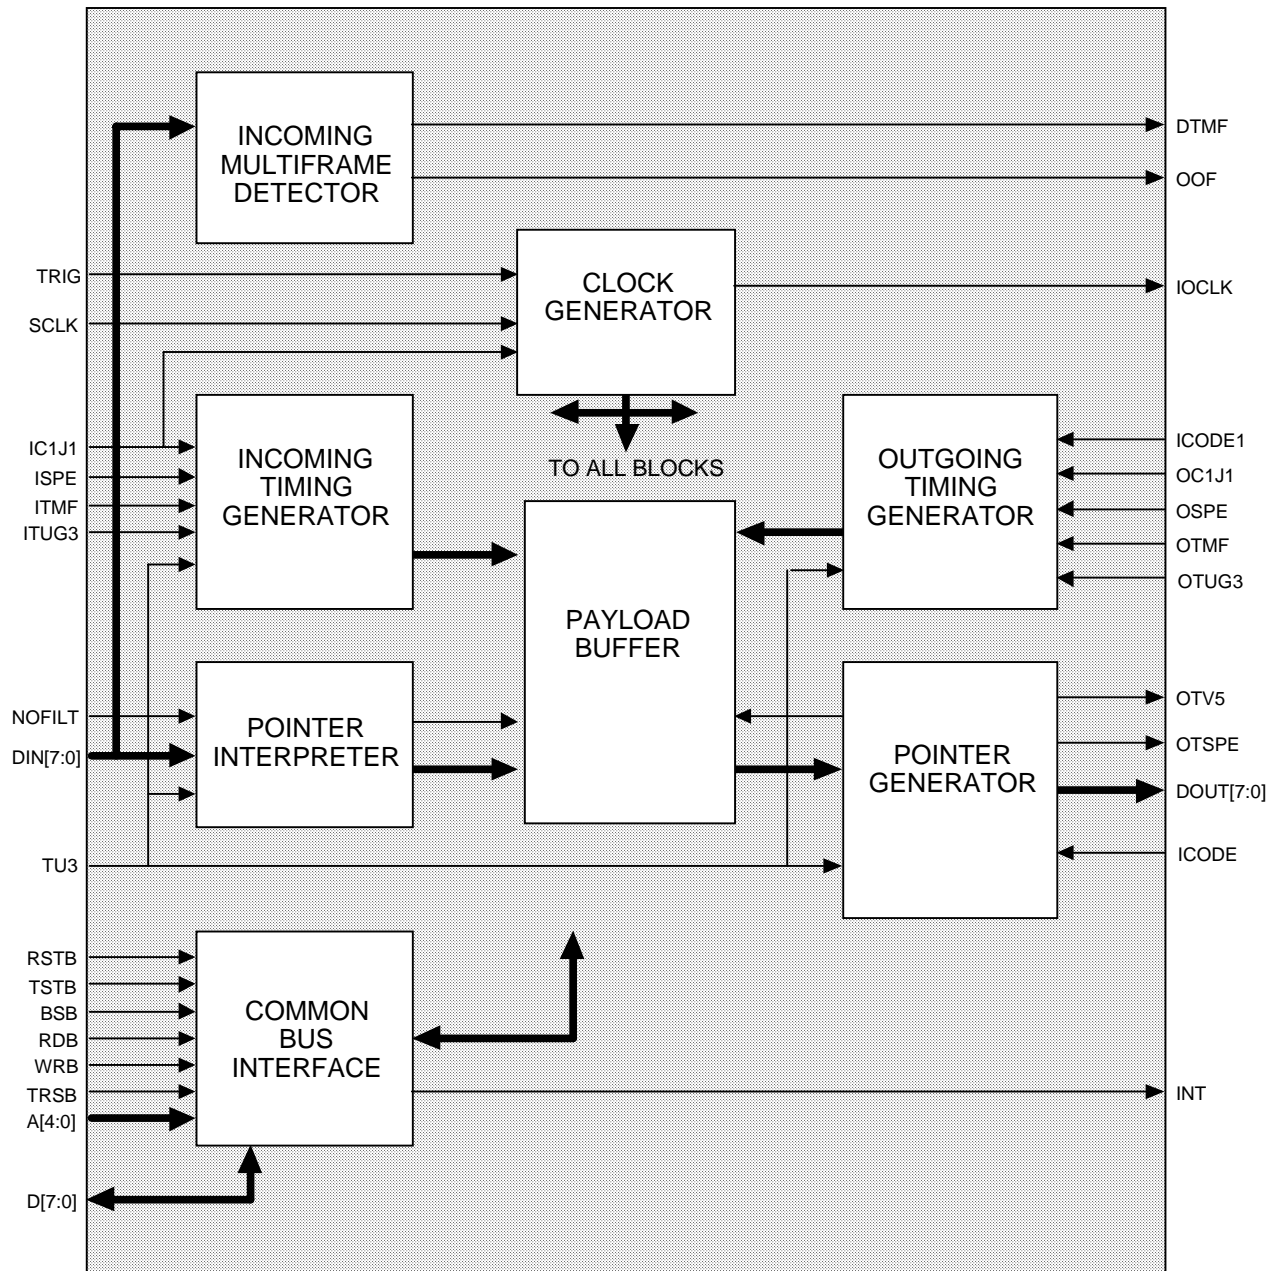 INCOMING
MULTIFRAME
DETECTOR
DTMF
OOF
TRIG
SCLK
CLOCK
GENERATOR
IOCLK
TO ALL BLOCKS
IC1J1
ISPE
ITMF
ITUG3
INCOMING
TIMING
GENERATOR
OUTGOING
TIMING
GENERATOR
ICODE1
OC1J1
OSPE
OTMF
OTUG3
PAYLOAD
BUFFER
NOFILT
DIN[7:0]
POINTER
INTERPRETER
POINTER
GENERATOR
OTV5
OTSPE
DOUT[7:0]
ICODE
TU3
RSTB
TSTB
BSB
RDB
WRB
TRSB
A[4:0]
COMMON
BUS
INTERFACE
INT
D[7:0]